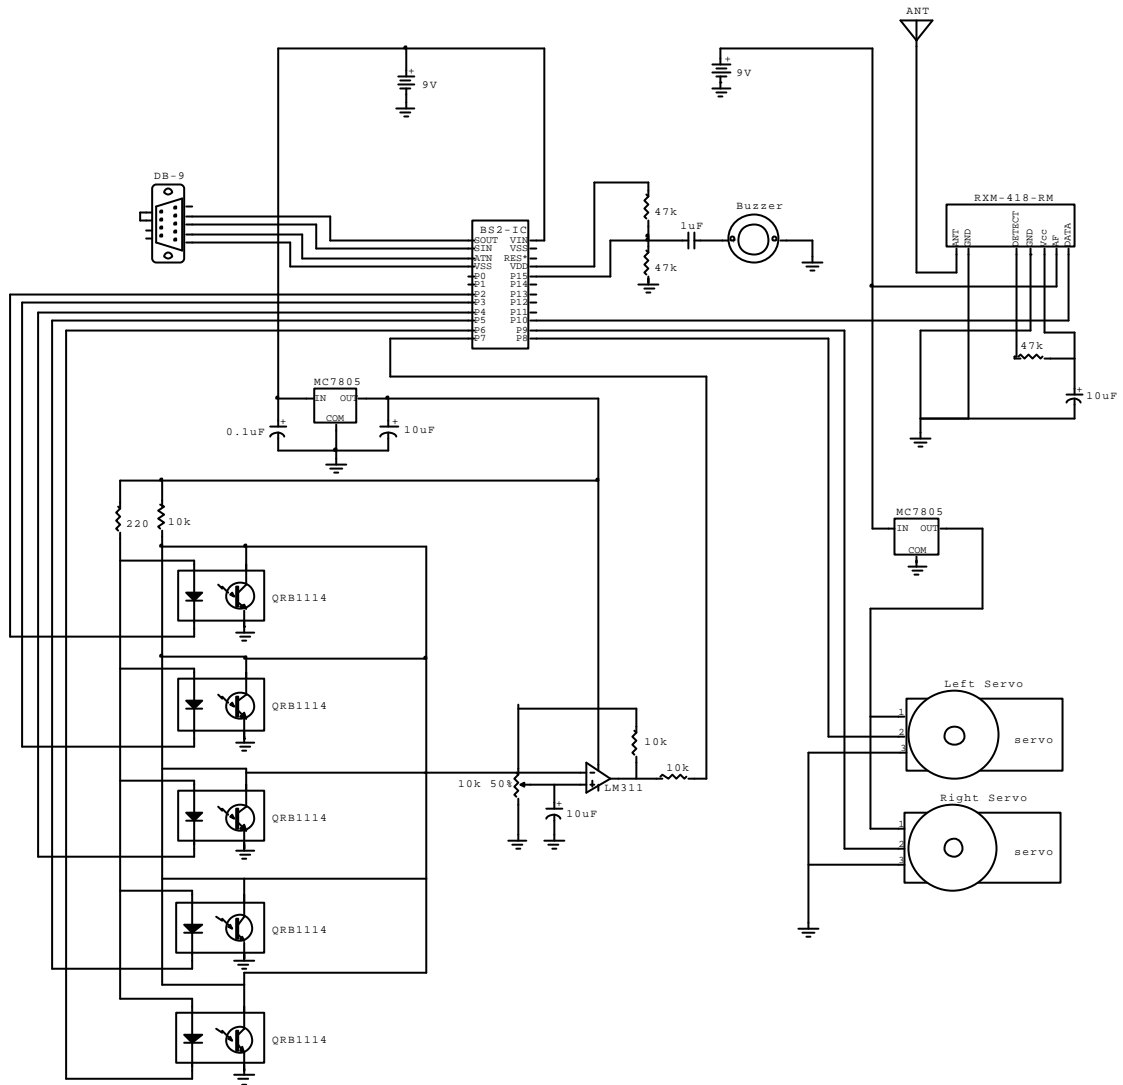 ANT
9V
9V
DB-9
RXM-418-RM
ANT
GND
DETECT
GND
Vcc
AF
DATA
Buzzer
47k
1uF
47k
BS2-IC
SOUT VIN
SIN VSS
ATN RES*
VSS VDD
P0 P15
P1 P14
P2 P13
P3 P12
P4 P11
P5 P10
P6 P9
P7 P8
47k
10uF
MC7805
IN OUT
COM
0.1uF
10uF
220
10k
MC7805
IN OUT
COM
QRB1114
QRB1114
Left Servo
1
2
3
servo
10k
10k
10k 50%
LM311
10uF
QRB1114
Right Servo
1
2
3
servo
QRB1114
QRB1114